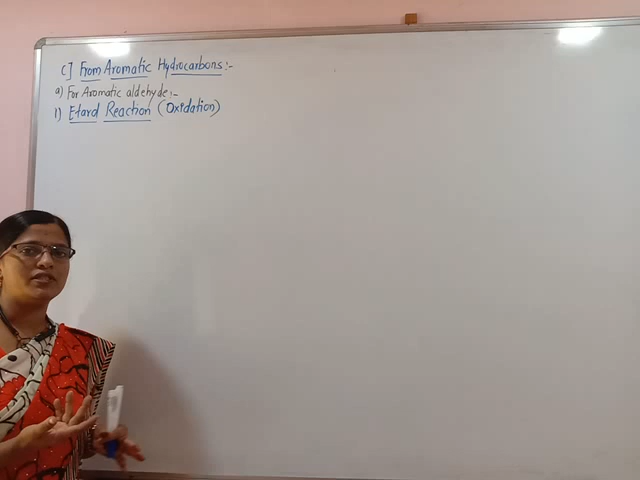 C] From Aromatic Hydrocarbons:-
a) For Aromatic aldehyde:-
1) Etard Reaction (Oxidation)